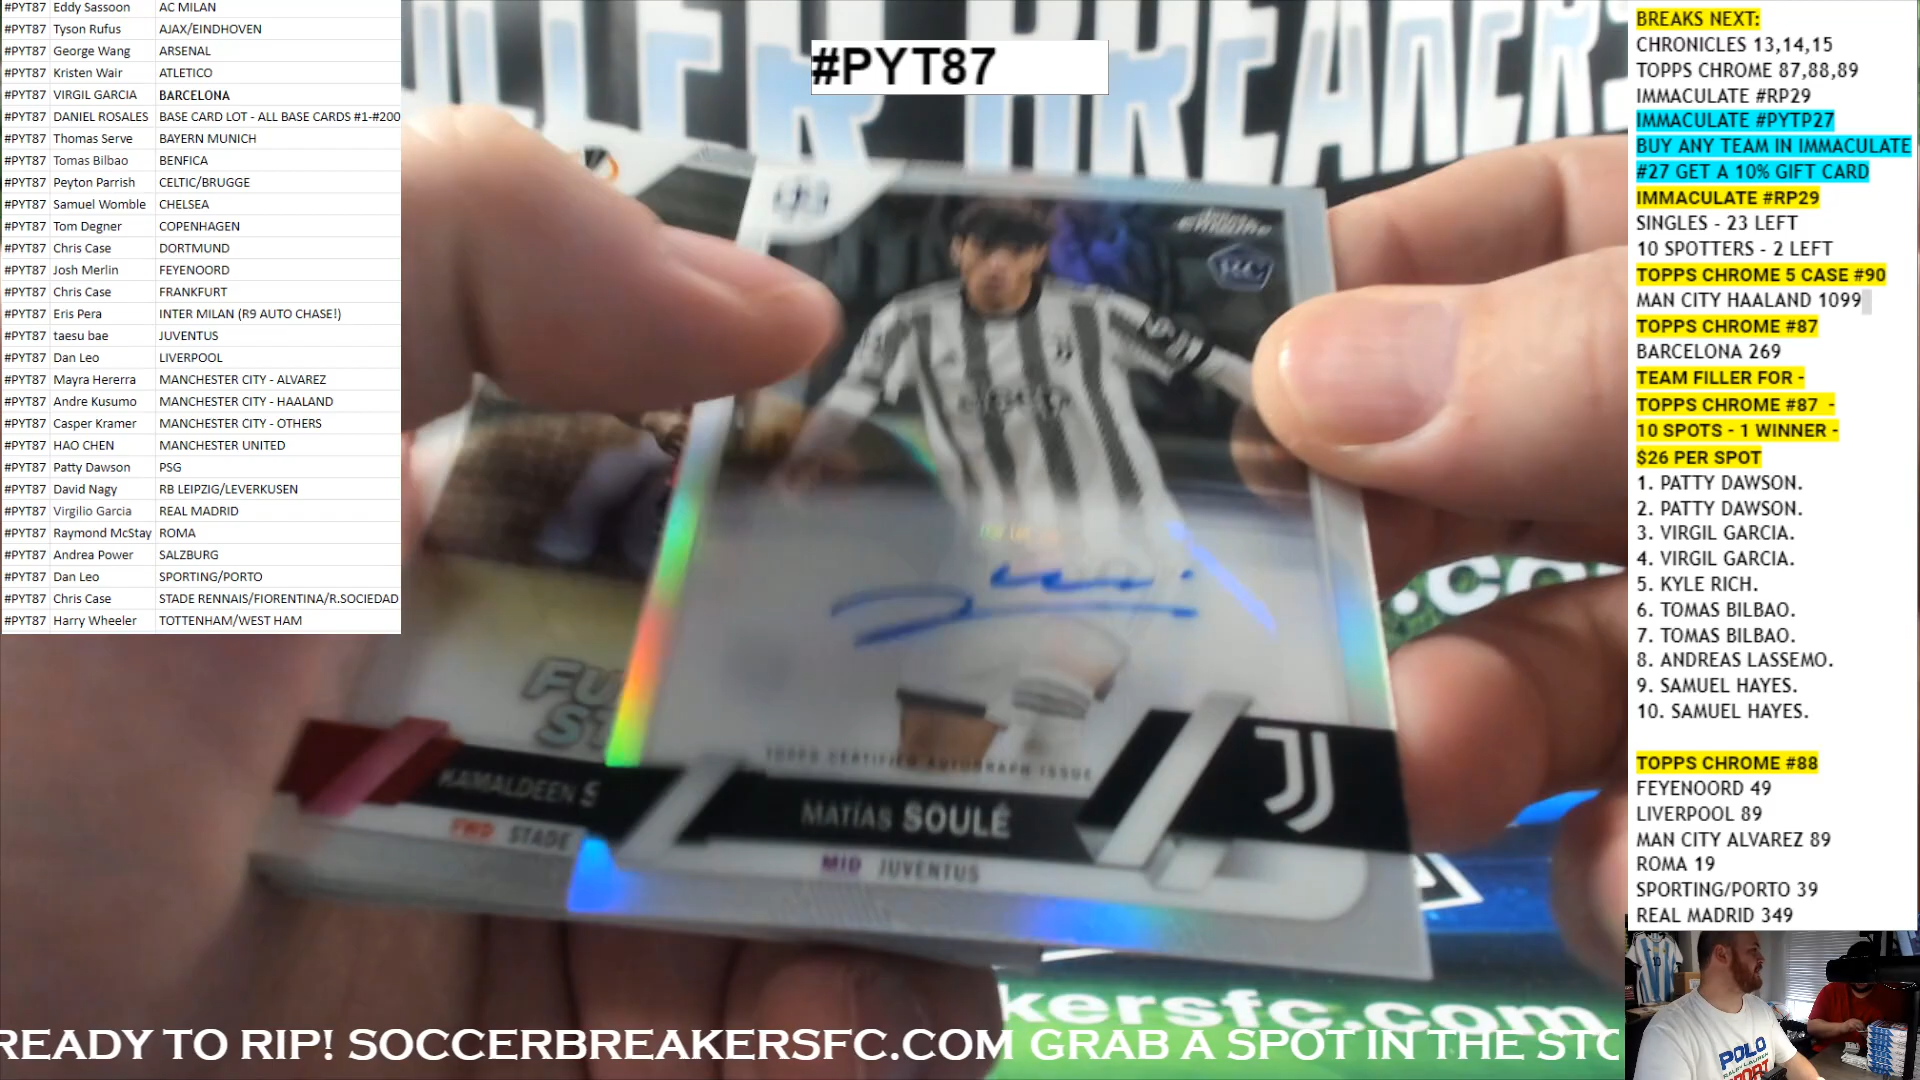 #PYT87 Eddy Sassoon AC MILAN
#PYT87 Tyson Rufus AJAX/EINDHOVEN
#PYT87 George Wang ARSENAL
#PYT87 Kristen Wair ATLETICO
#PYT87 VIRGIL GARCIA BARCELONA
#PYT87 DANIEL ROSALES BASE CARD LOT - ALL BASE CARDS #1-#200
#PYT87 Thomas Serve BAYERN MUNICH
#PYT87 Tomas Bilbao BENFICA
#PYT87 Peyton Parrish CELTIC/BRUGGE
#PYT87 Samuel Womble CHELSEA
#PYT87 Tom Degner COPENHAGEN
#PYT87 Chris Case DORTMUND
#PYT87 Josh Merlin FEYENOORD
#PYT87 Chris Case FRANKFURT
#PYT87 Eris Pera INTER MILAN (R9 AUTO CHASE!)
#PYT87 taesu bae JUVENTUS
#PYT87 Dan Leo LIVERPOOL
#PYT87 Mayra Hererra MANCHESTER CITY - ALVAREZ
#PYT87 Andre Kusumo MANCHESTER CITY - HAALAND
#PYT87 Casper Kramer MANCHESTER CITY - OTHERS
#PYT87 HAO CHEN MANCHESTER UNITED
#PYT87 Patty Dawson PSG
#PYT87 David Nagy RB LEIPZIG/LEVERKUSEN
#PYT87 Virgilio Garcia REAL MADRID
#PYT87 Raymond McStay ROMA
#PYT87 Andrea Power SALZBURG
#PYT87 Dan Leo SPORTING/PORTO
#PYT87 Chris Case STADE RENNAIS/FIORENTINA/R.SOCIEDAD
#PYT87 Harry Wheeler TOTTENHAM/WEST HAM
#PYT87
BREAKERS
RC
TOPPS CERTIFIED AUTOGRAPH ISSUE
MATÍAS SOULÉ
MID JUVENTUS
FU
ST
KAMALDEEN S
FWD STADE
.co
kersfc.com
READY TO RIP! SOCCERBREAKERSFC.COM GRAB A SPOT IN THE STO
BREAKS NEXT:
CHRONICLES 13,14,15
TOPPS CHROME 87,88,89
IMMACULATE #RP29
IMMACULATE #PYTP27
BUY ANY TEAM IN IMMACULATE
#27 GET A 10% GIFT CARD
IMMACULATE #RP29
SINGLES - 23 LEFT
10 SPOTTERS - 2 LEFT
TOPPS CHROME 5 CASE #90
MAN CITY HAALAND 1099
TOPPS CHROME #87
BARCELONA 269
TEAM FILLER FOR -
TOPPS CHROME #87 -
10 SPOTS - 1 WINNER -
$26 PER SPOT
1. PATTY DAWSON.
2. PATTY DAWSON.
3. VIRGIL GARCIA.
4. VIRGIL GARCIA.
5. KYLE RICH.
6. TOMAS BILBAO.
7. TOMAS BILBAO.
8. ANDREAS LASSEMO.
9. SAMUEL HAYES.
10. SAMUEL HAYES.
TOPPS CHROME #88
FEYENOORD 49
LIVERPOOL 89
MAN CITY ALVAREZ 89
ROMA 19
SPORTING/PORTO 39
REAL MADRID 349
POLO
RALPH LAUREN
SPORT